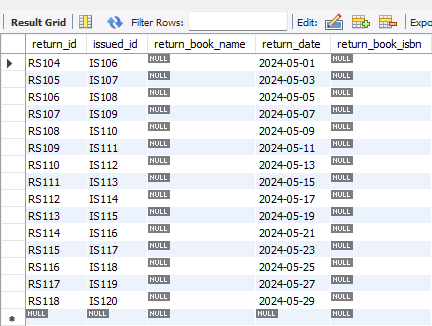 Result Grid Filter Rows: Edit: Expo
return_id issued_id return_book_name return_date return_book_isbn
RS104 IS106 NULL 2024-05-01 NULL
RS105 IS107 NULL 2024-05-03 NULL
RS106 IS108 NULL 2024-05-05 NULL
RS107 IS109 NULL 2024-05-07 NULL
RS108 IS110 NULL 2024-05-09 NULL
RS109 IS111 NULL 2024-05-11 NULL
RS110 IS112 NULL 2024-05-13 NULL
RS111 IS113 NULL 2024-05-15 NULL
RS112 IS114 NULL 2024-05-17 NULL
RS113 IS115 NULL 2024-05-19 NULL
RS114 IS116 NULL 2024-05-21 NULL
RS115 IS117 NULL 2024-05-23 NULL
RS116 IS118 NULL 2024-05-25 NULL
RS117 IS119 NULL 2024-05-27 NULL
RS118 IS120 NULL 2024-05-29 NULL
NULL NULL NULL NULL NULL